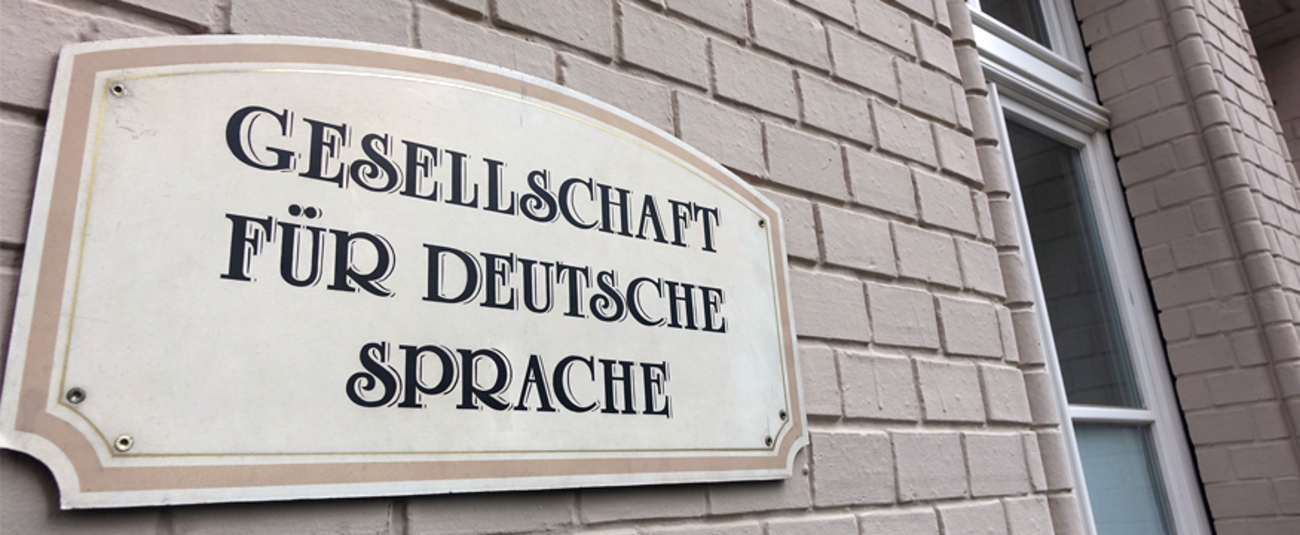 GESELLSCHAFT
FÜR DEUTSCHE
SPRACHE